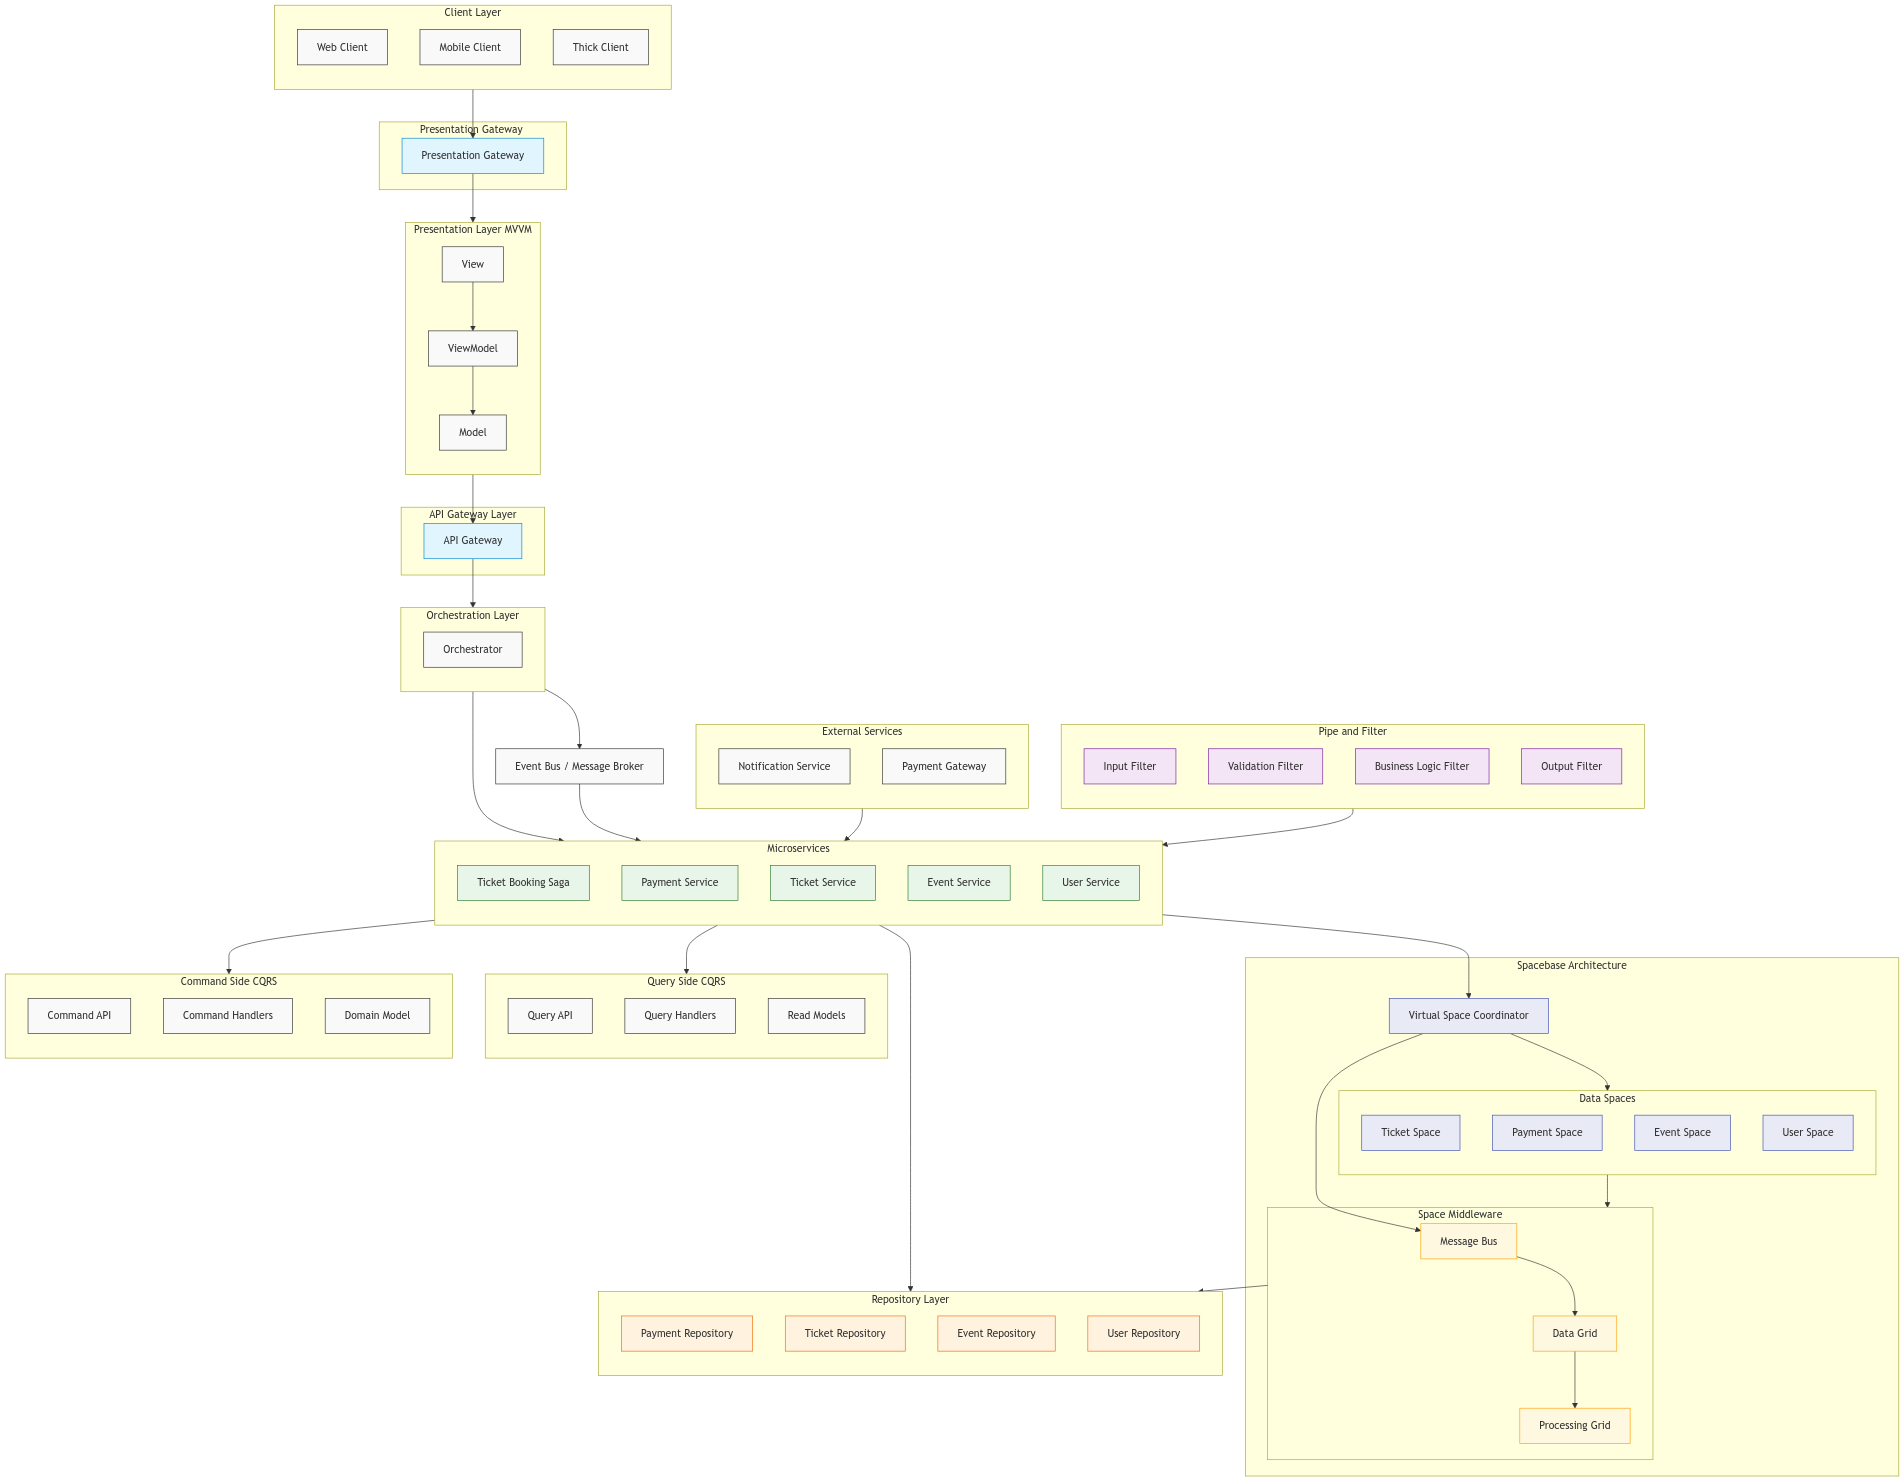 Client Layer
Web Client
Mobile Client
Thick Client
Presentation Gateway
Presentation Gateway
Presentation Layer MVVM
View
ViewModel
Model
API Gateway Layer
API Gateway
Orchestration Layer
Orchestrator
Event Bus / Message Broker
External Services
Notification Service
Payment Gateway
Pipe and Filter
Input Filter
Validation Filter
Business Logic Filter
Output Filter
Microservices
Ticket Booking Saga
Payment Service
Ticket Service
Event Service
User Service
Command Side CQRS
Command API
Command Handlers
Domain Model
Query Side CQRS
Query API
Query Handlers
Read Models
Spacebase Architecture
Virtual Space Coordinator
Data Spaces
Ticket Space
Payment Space
Event Space
User Space
Space Middleware
Message Bus
Data Grid
Processing Grid
Repository Layer
Payment Repository
Ticket Repository
Event Repository
User Repository